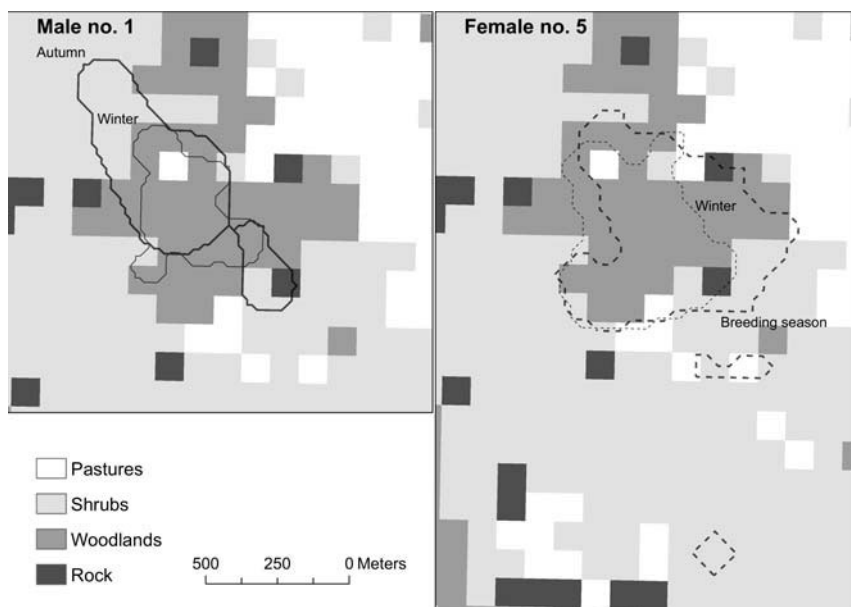 Male no. 1
Autumn
Winter
Female no. 5
Winter
Breeding season
Pastures
Shrubs
Woodlands
Rock
500 250 0 Meters